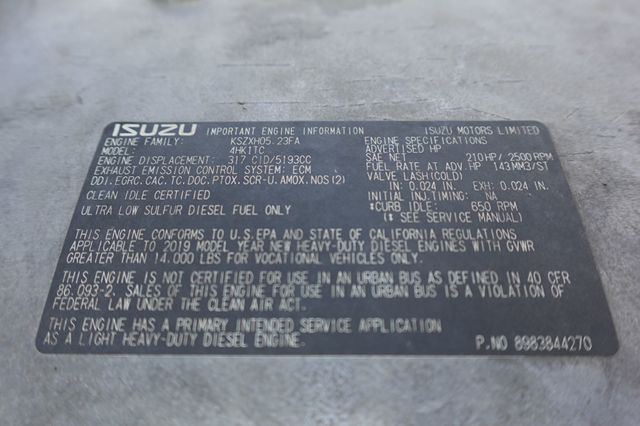 ISUZU IMPORTANT ENGINE INFORMATION ISUZU MOTORS LIMITED
ENGINE FAMILY: KSZXH05.23FA
MODEL: 4HK1TC
ENGINE DISPLACEMENT: 317 CID/5193CC
EXHAUST EMISSION CONTROL SYSTEM: ECM
DDI.EGRC.CAC.TC.DOC.PTOX.SCR-U.AMOX.NOS(2)
CLEAN IDLE CERTIFIED
ULTRA LOW SULFUR DIESEL FUEL ONLY
ENGINE SPECIFICATIONS
ADVERTISED HP
SAE NET 210HP/2500RPM
FUEL RATE AT ADV.HP 143MM3/ST
VALVE LASH(COLD)
IN: 0.024 IN. EXH: 0.024 IN.
INITIAL INJ.TIMING: NA
*CURB IDLE: 650 RPM
(* SEE SERVICE MANUAL)
THIS ENGINE CONFORMS TO U.S.EPA AND STATE OF CALIFORNIA REGULATIONS
APPLICABLE TO 2019 MODEL YEAR NEW HEAVY-DUTY DIESEL ENGINES WITH GVWR
GREATER THAN 14.000 LBS FOR VOCATIONAL VEHICLES ONLY.
THIS ENGINE IS NOT CERTIFIED FOR USE IN AN URBAN BUS AS DEFINED IN 40 CFR
86.093-2. SALES OF THIS ENGINE FOR USE IN AN URBAN BUS IS A VIOLATION OF
FEDERAL LAW UNDER THE CLEAN AIR ACT.
THIS ENGINE HAS A PRIMARY INTENDED SERVICE APPLICATION
AS A LIGHT HEAVY-DUTY DIESEL ENGINE.
P.NO 8983844270